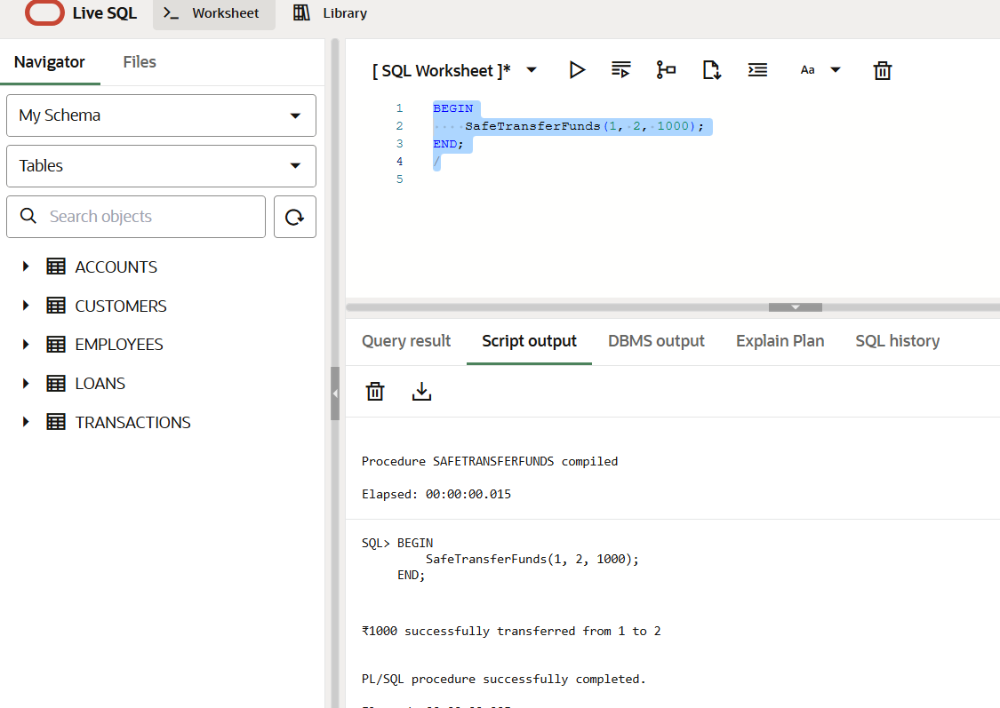 Live SQL
Worksheet
Library
Navigator
Files
My Schema
Tables
Search objects
ACCOUNTS
CUSTOMERS
EMPLOYEES
LOANS
TRANSACTIONS
[ SQL Worksheet ]*
Aa
1 BEGIN
2 SafeTransferFunds(1, 2, 1000);
3 END;
4 /
5
Query result
Script output
DBMS output
Explain Plan
SQL history
Procedure SAFETRANSFERFUNDS compiled
Elapsed: 00:00:00.015
SQL> BEGIN
SafeTransferFunds(1, 2, 1000);
END;
₹1000 successfully transferred from 1 to 2
PL/SQL procedure successfully completed.